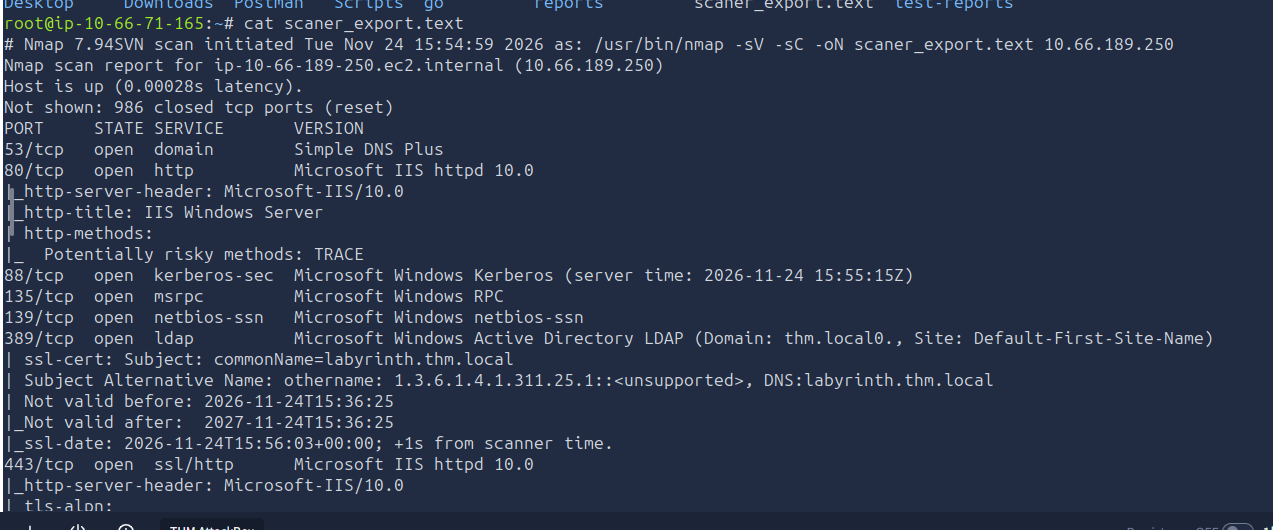 Desktop Downloads Postman Scripts go reports scaner_export.text test-reports
root@ip-10-66-71-165:~# cat scaner_export.text
# Nmap 7.94SVN scan initiated Tue Nov 24 15:54:59 2026 as: /usr/bin/nmap -sV -sC -oN scaner_export.text 10.66.189.250
Nmap scan report for ip-10-66-189-250.ec2.internal (10.66.189.250)
Host is up (0.00028s latency).
Not shown: 986 closed tcp ports (reset)
PORT STATE SERVICE VERSION
53/tcp open domain Simple DNS Plus
80/tcp open http Microsoft IIS httpd 10.0
|_http-server-header: Microsoft-IIS/10.0
|_http-title: IIS Windows Server
| http-methods:
|_ Potentially risky methods: TRACE
88/tcp open kerberos-sec Microsoft Windows Kerberos (server time: 2026-11-24 15:55:15Z)
135/tcp open msrpc Microsoft Windows RPC
139/tcp open netbios-ssn Microsoft Windows netbios-ssn
389/tcp open ldap Microsoft Windows Active Directory LDAP (Domain: thm.local0., Site: Default-First-Site-Name)
| ssl-cert: Subject: commonName=labyrinth.thm.local
| Subject Alternative Name: othername: 1.3.6.1.4.1.311.25.1::<unsupported>, DNS:labyrinth.thm.local
| Not valid before: 2026-11-24T15:36:25
|_Not valid after: 2027-11-24T15:36:25
|_ssl-date: 2026-11-24T15:56:03+00:00; +1s from scanner time.
443/tcp open ssl/http Microsoft IIS httpd 10.0
|_http-server-header: Microsoft-IIS/10.0
| tls-alpn:
THM AttackBox